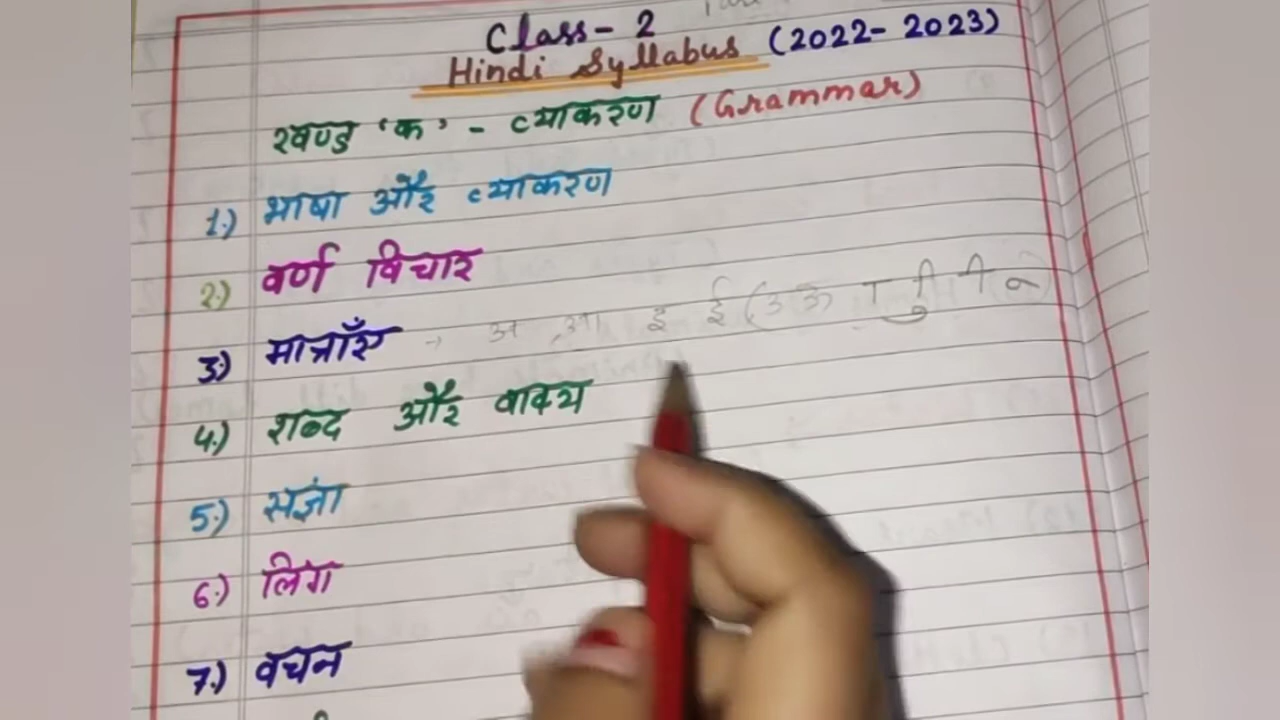 Class - 2
Hindi Syllabus (2022-2023)
खण्ड 'क' - व्याकरण (Grammar)
1.) भाषा और व्याकरण
2.) वर्ण विचार
3.) मात्राएँ → अ आ इ ई (उ ऊ
4.) शब्द और वाक्य
5.) सज्ञां
6.) लिंग
7.) वचन